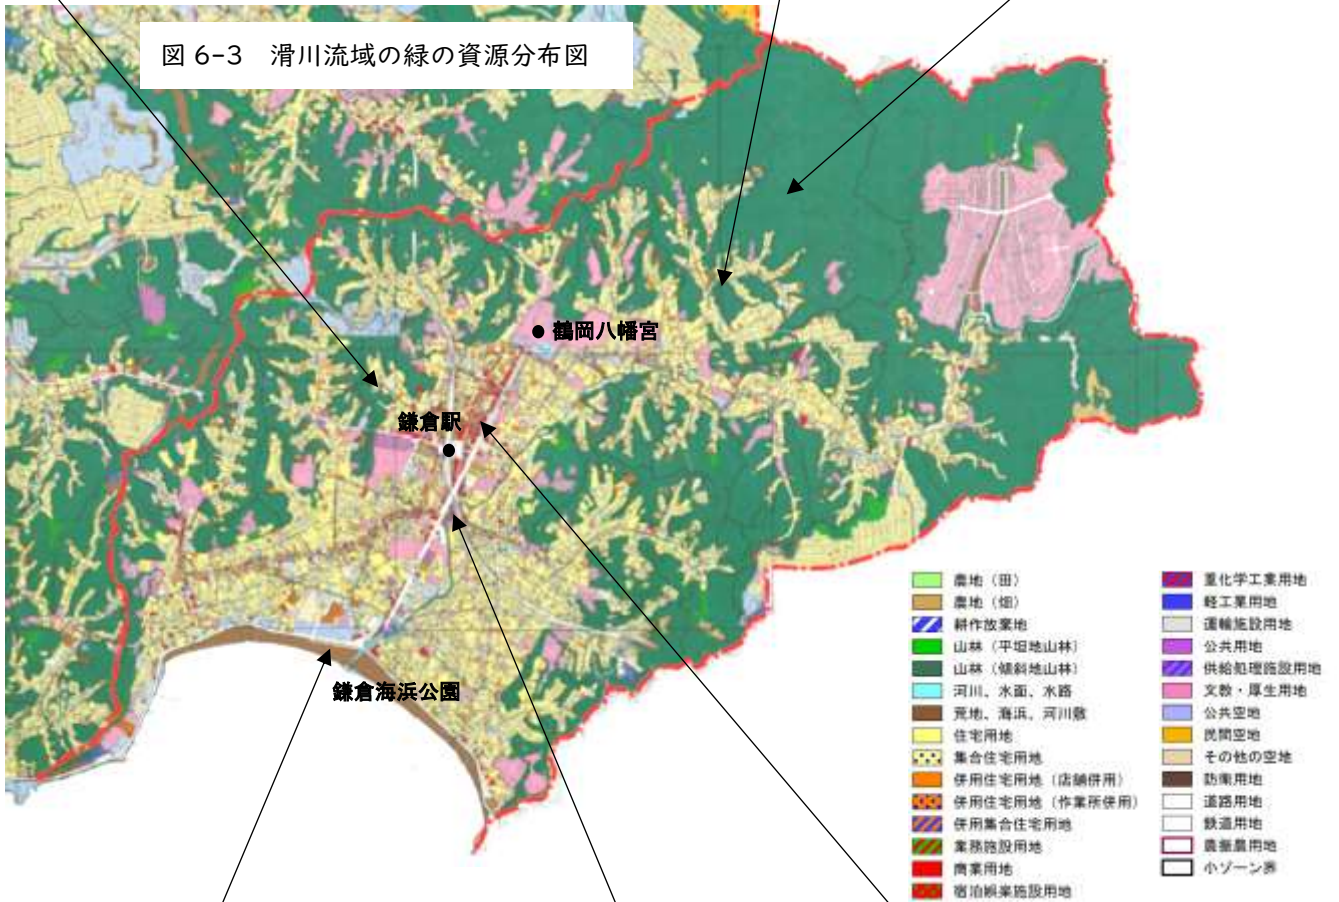 図 6-3　滑川流域の緑の資源分布図
鶴岡八幡宮
鎌倉駅
鎌倉海浜公園
農地（田）
農地（畑）
耕作放棄地
山林（平坦地山林）
山林（傾斜地山林）
河川、水面、水路
荒地、海浜、河川敷
住宅用地
集合住宅用地
併用住宅用地（店舗併用）
併用住宅用地（作業所併用）
併用集合住宅用地
業務施設用地
商業用地
宿泊娯楽施設用地
重化学工業用地
軽工業用地
運輸施設用地
公共用地
供給処理施設用地
文教・厚生用地
公共空地
民間空地
その他の空地
防衛用地
道路用地
鉄道用地
農振農用地
小ゾーン界